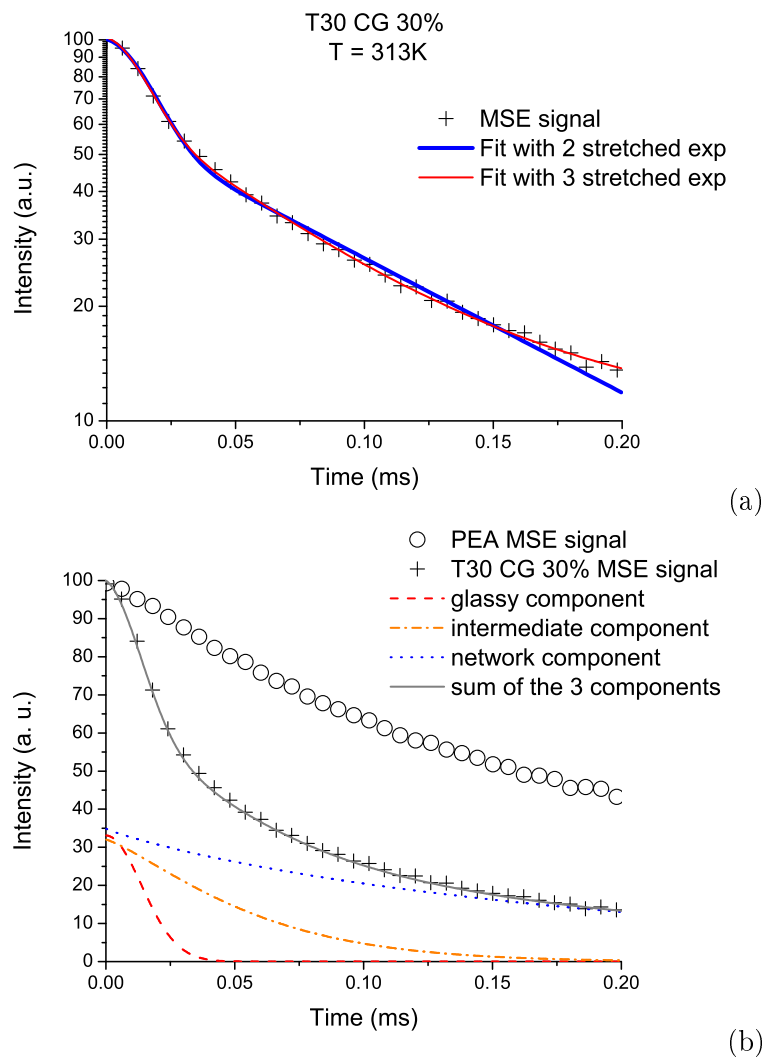 T30 CG 30%
T = 313K
100
90
80
70
60
50
40
30
20
10
MSE signal
Fit with 2 stretched exp
Fit with 3 stretched exp
Intensity (a.u.)
0.00 0.05 0.10 0.15 0.20
Time (ms)
(a)
PEA MSE signal
T30 CG 30% MSE signal
glassy component
intermediate component
network component
sum of the 3 components
100
90
80
70
60
50
40
30
20
10
0
Intensity (a. u.)
0.00 0.05 0.10 0.15 0.20
Time (ms)
(b)